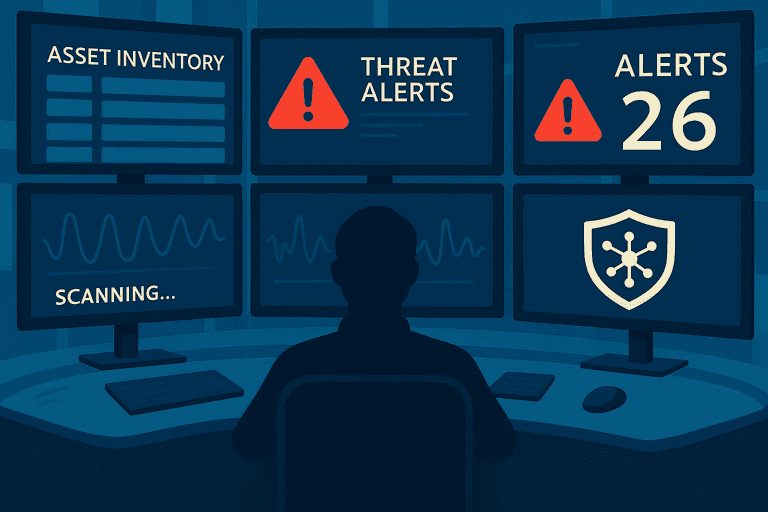 ASSET INVENTORY
THREAT
ALERTS
ALERTS
26
SCANNING...